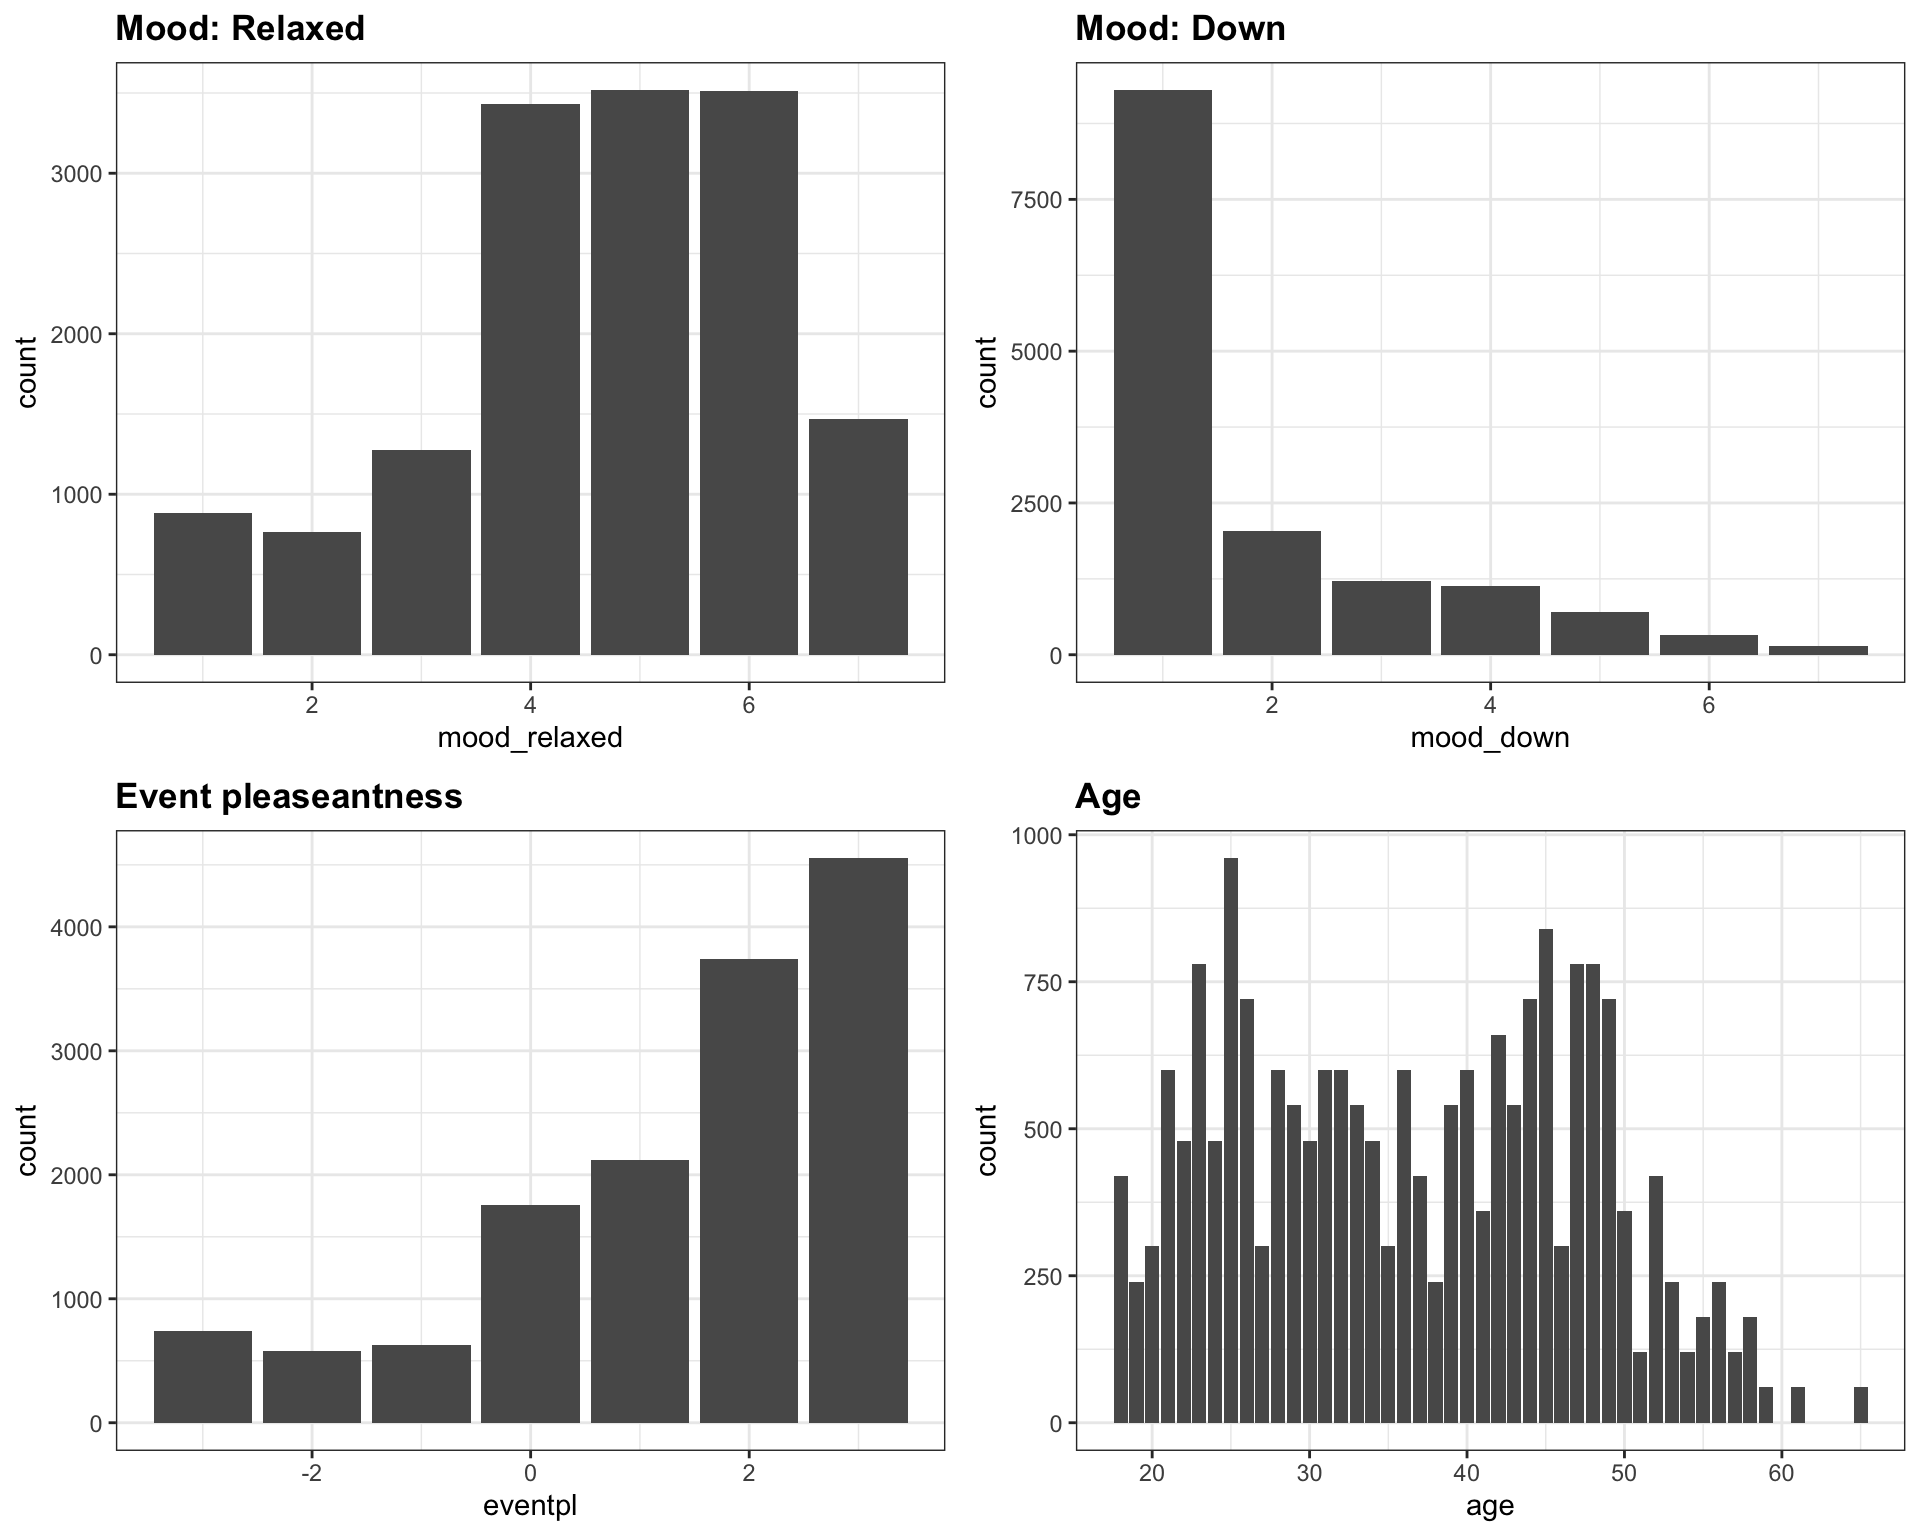 Mood: Relaxed
count
3000
2000
1000
0
2 4 6
mood_relaxed
Mood: Down
count
7500
5000
2500
0
2 4 6
mood_down
Event pleaseantness
count
4000
3000
2000
1000
0
-2 0 2
eventpl
Age
count
1000
750
500
250
0
20 30 40 50 60
age